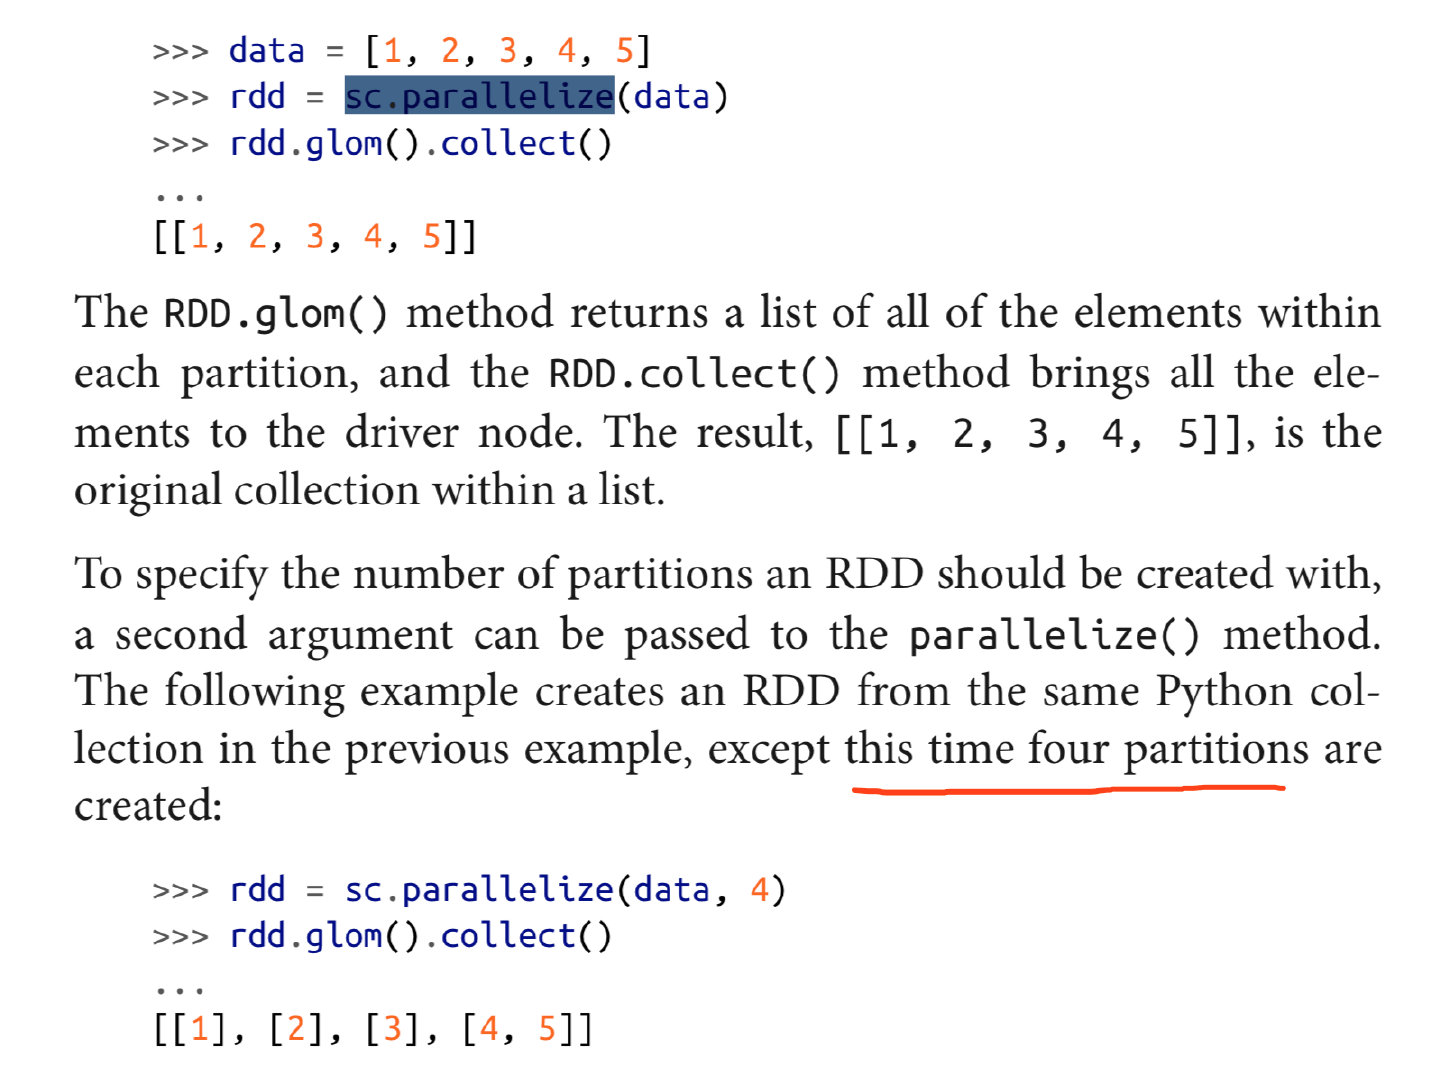 >>> data = [1, 2, 3, 4, 5]
>>> rdd = sc.parallelize(data)
>>> rdd.glom().collect()
...
[[1, 2, 3, 4, 5]]
The RDD.glom() method returns a list of all of the elements within
each partition, and the RDD.collect() method brings all the ele-
ments to the driver node. The result, [[1, 2, 3, 4, 5]], is the
original collection within a list.
To specify the number of partitions an RDD should be created with,
a second argument can be passed to the parallelize() method.
The following example creates an RDD from the same Python col-
lection in the previous example, except this time four partitions are
created:
>>> rdd = sc.parallelize(data, 4)
>>> rdd.glom().collect()
...
[[1], [2], [3], [4, 5]]